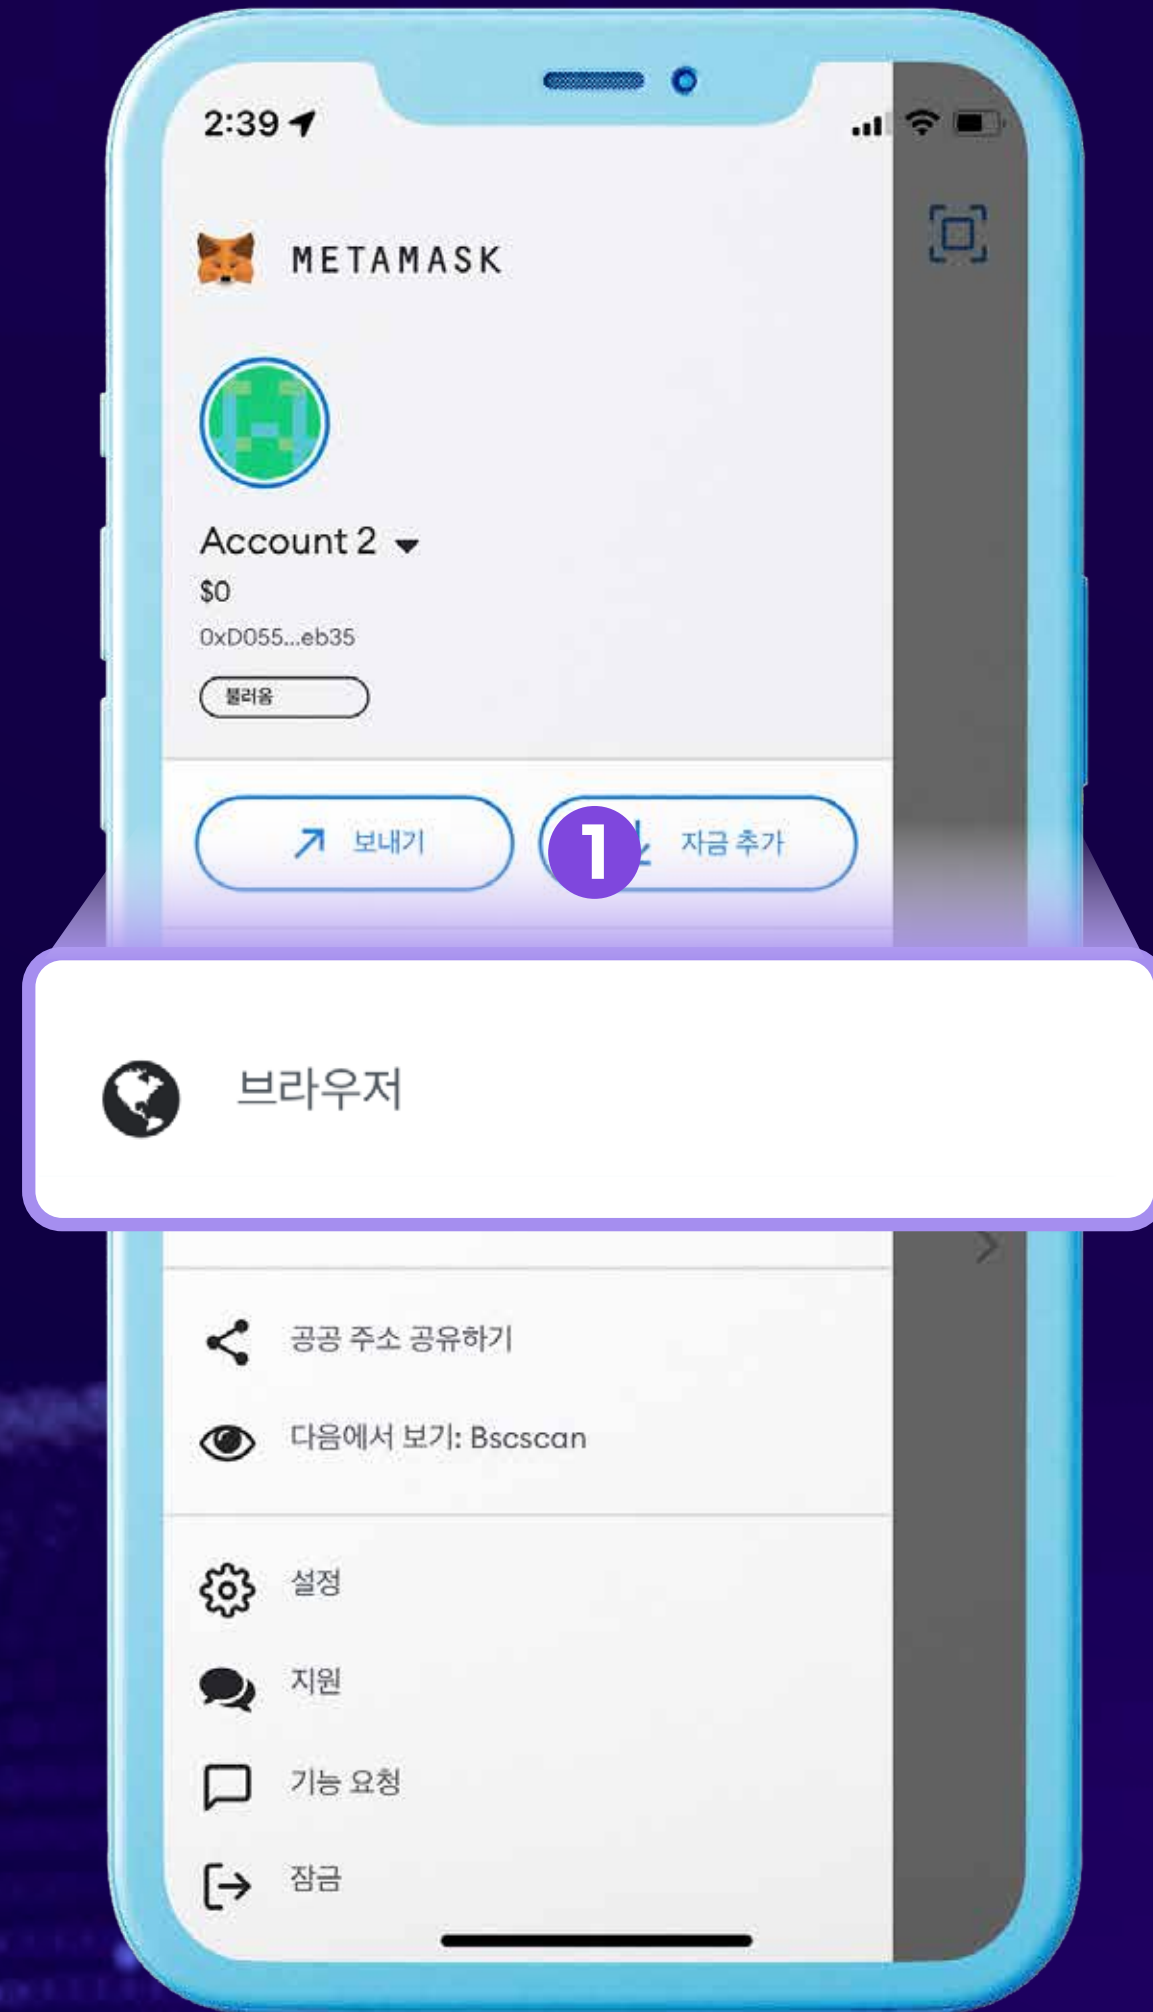 2:39
METAMASK
Account 2
$0
0xD055...eb35
불러옴
보내기
1
자금 추가
브라우저
공공 주소 공유하기
다음에서 보기: Bscscan
설정
지원
기능 요청
잠금